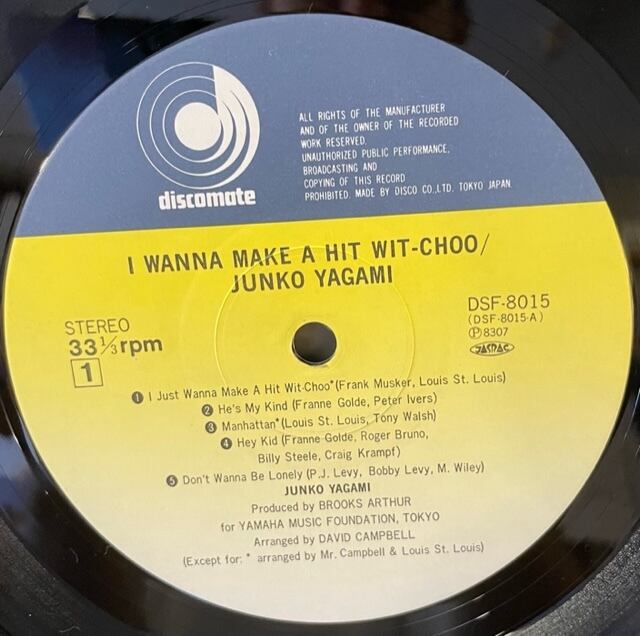 discomate
ALL RIGHTS OF THE MANUFACTURER
AND OF THE OWNER OF THE RECORDED
WORK RESERVED.
UNAUTHORIZED PUBLIC PERFORMANCE,
BROADCASTING AND
COPYING OF THIS RECORD
PROHIBITED. MADE BY DISCO CO.,LTD. TOKYO JAPAN
I WANNA MAKE A HIT WIT-CHOO/
JUNKO YAGAMI
STEREO
33 1/3 rpm
1
DSF-8015
(DSF-8015-A)
Ⓟ8307
JASRAC
❶ I Just Wanna Make A Hit Wit-Choo* (Frank Musker, Louis St. Louis)
❷ He's My Kind (Franne Golde, Peter Ivers)
❸ Manhattan* (Louis St. Louis, Tony Walsh)
❹ Hey Kid (Franne Golde, Roger Bruno,
Billy Steele, Craig Krampf)
❺ Don't Wanna Be Lonely (P.J. Levy, Bobby Levy, M. Wiley)
JUNKO YAGAMI
Produced by BROOKS ARTHUR
for YAMAHA MUSIC FOUNDATION, TOKYO
Arranged by DAVID CAMPBELL
(Except for: * arranged by Mr. Campbell & Louis St. Louis)